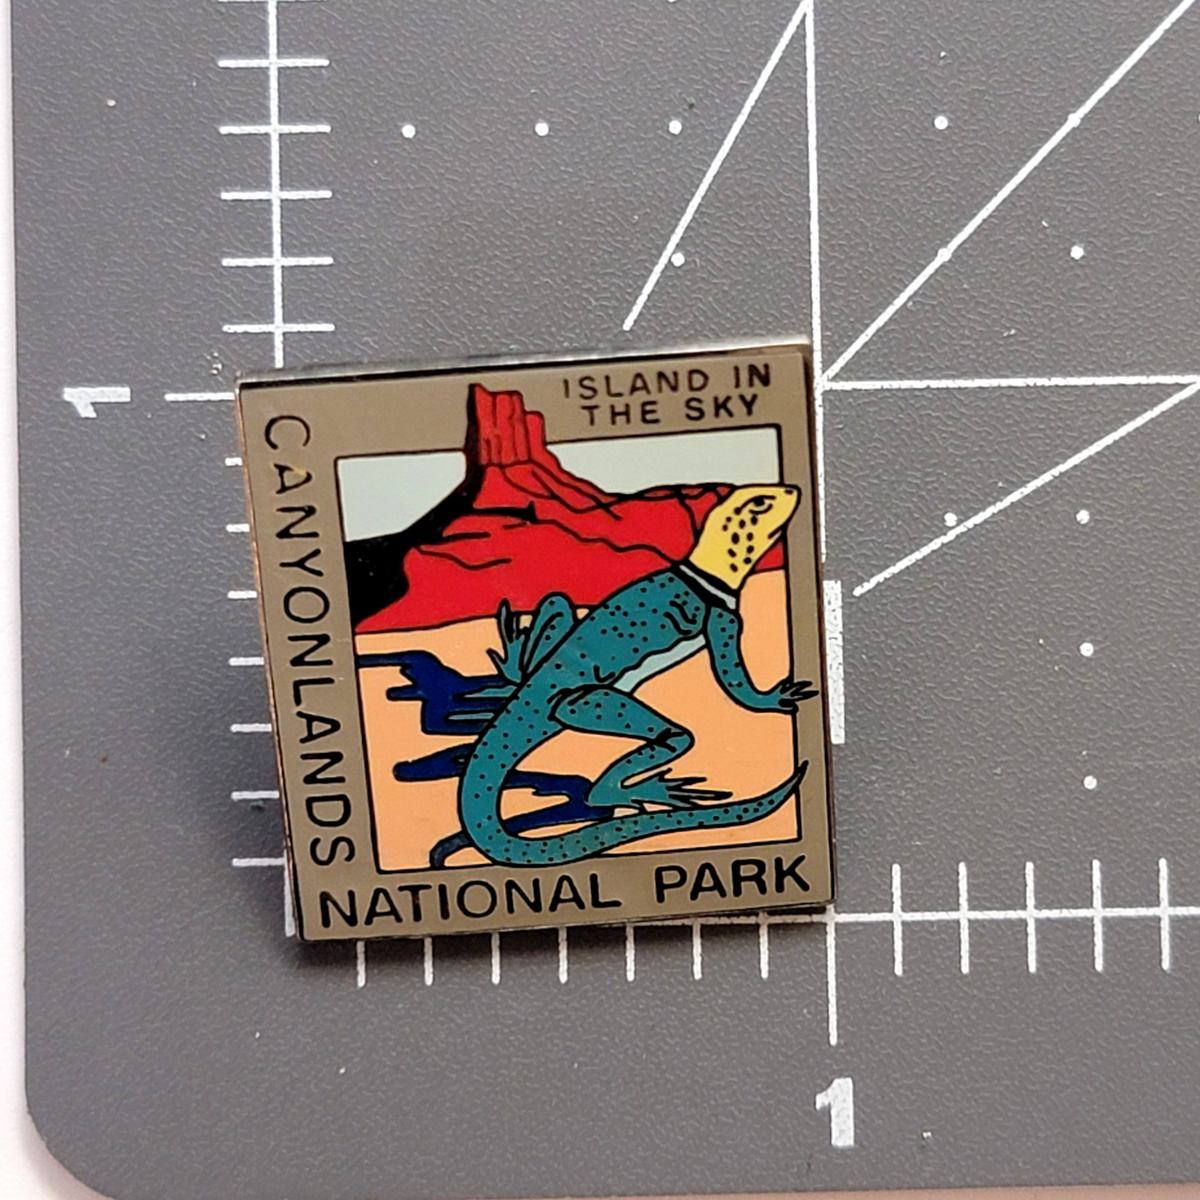 ISLAND IN
THE SKY
CANYONLANDS
NATIONAL PARK
1
1